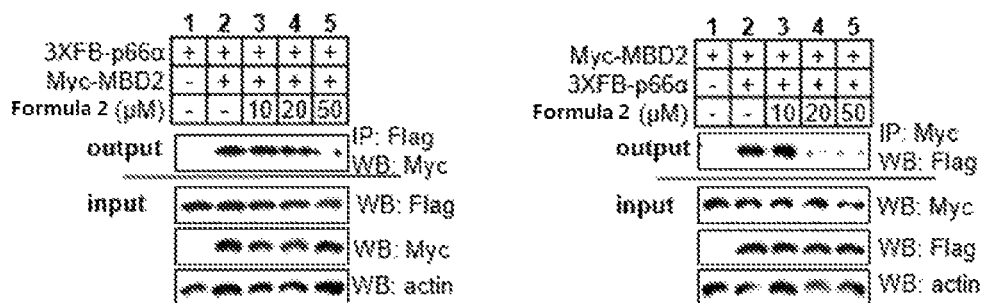 1 2 3 4 5
3XFB-p66α + + + + +
Myc-MBD2 - + + + +
Formula 2 (μM) - - 10 20 50
output
IP: Flag
WB: Myc
input
WB: Flag
WB: Myc
WB: actin
1 2 3 4 5
Myc-MBD2 + + + + +
3XFB-p66α - + + + +
Formula 2 (μM) - - 10 20 50
output
IP: Myc
WB: Flag
input
WB: Myc
WB: Flag
WB: actin